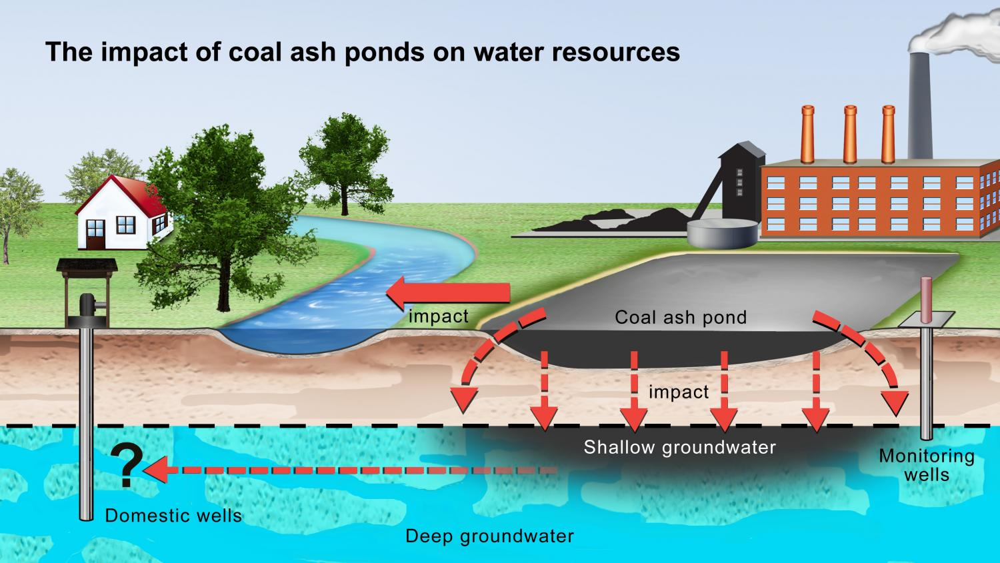 The impact of coal ash ponds on water resources
impact
Coal ash pond
impact
Shallow groundwater
Monitoring
wells
?
Domestic wells
Deep groundwater